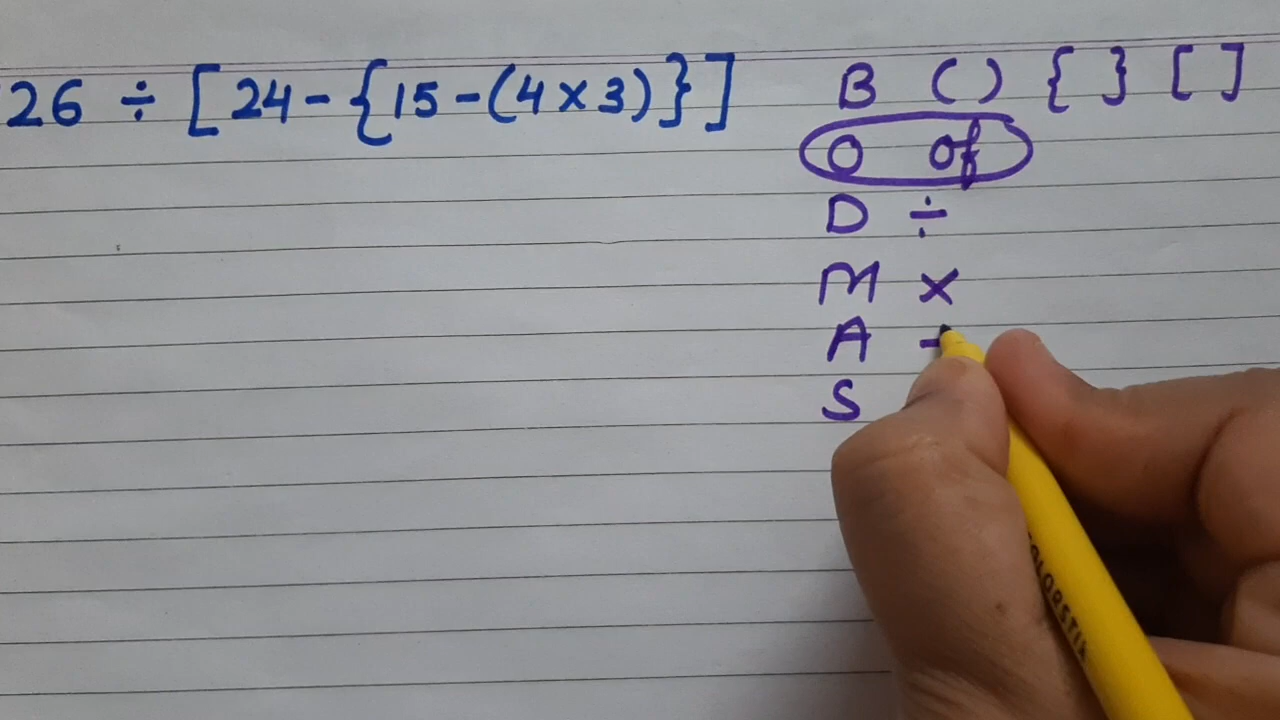 26 ÷ [24-{15-(4×3)}]
B ( ) { } [ ]
O of
D ÷
M ×
A
S